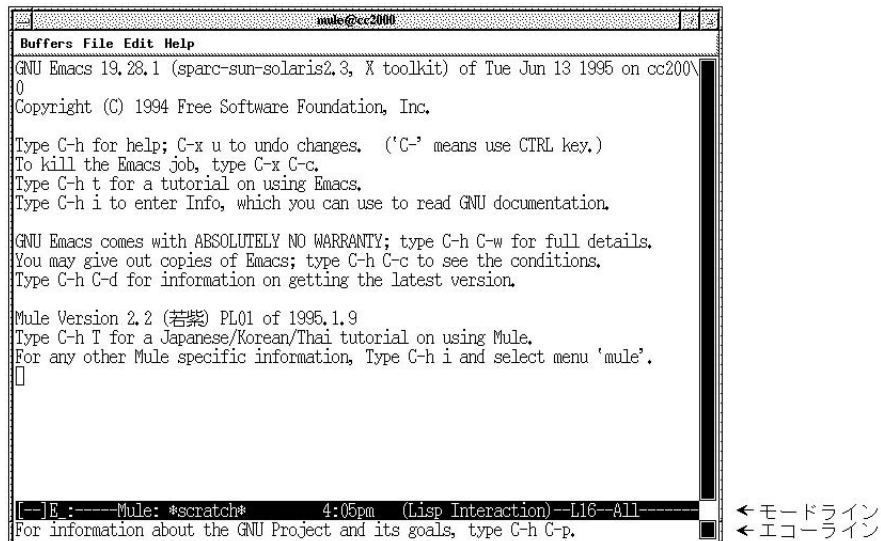 mule@cc2000
Buffers File Edit Help
GNU Emacs 19.28.1 (sparc-sun-solaris2.3, X toolkit) of Tue Jun 13 1995 on cc200\
0
Copyright (C) 1994 Free Software Foundation, Inc.
Type C-h for help; C-x u to undo changes.  (`C-' means use CTRL key.)
To kill the Emacs job, type C-x C-c.
Type C-h t for a tutorial on using Emacs.
Type C-h i to enter Info, which you can use to read GNU documentation.
GNU Emacs comes with ABSOLUTELY NO WARRANTY; type C-h C-w for full details.
You may give out copies of Emacs; type C-h C-c to see the conditions.
Type C-h C-d for information on getting the latest version.
Mule Version 2.2 (若紫) PL01 of 1995.1.9
Type C-h T for a Japanese/Korean/Thai tutorial on using Mule.
For any other Mule specific information, Type C-h i and select menu `mule'.
[--]E_:-----Mule: *scratch*        4:05pm   (Lisp Interaction)--L16--All-------
←モードライン
For information about the GNU Project and its goals, type C-h C-p.
←エコーライン